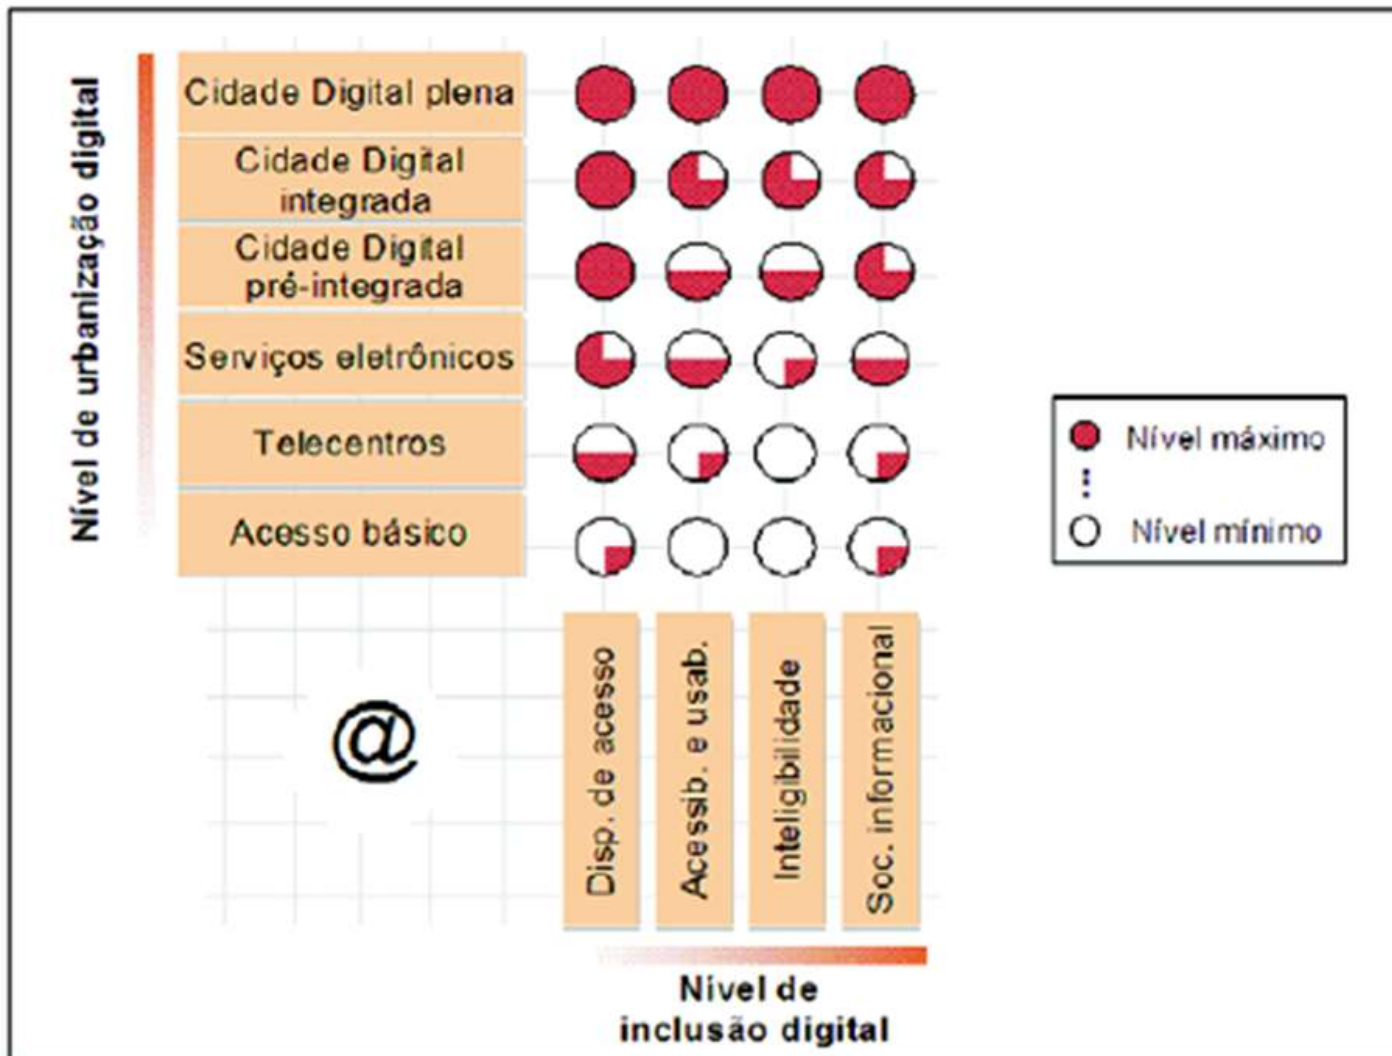 Nível de urbanização digital
Cidade Digital plena
Cidade Digital
integrada
Cidade Digital
pré-integrada
Serviços eletrônicos
Telecentros
Acesso básico
Nível máximo
...
Nível mínimo
@
Disp. de acesso
Acessib. e usab.
Inteligibilidade
Soc. informacional
Nível de
inclusão digital